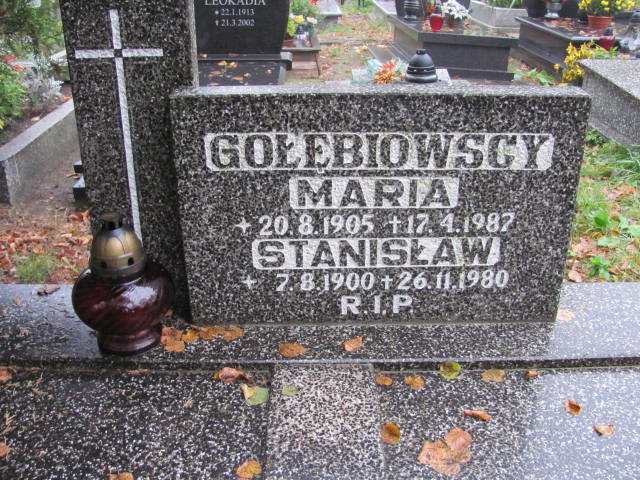 LEOKADIA
*22.1.1913
+21.3.2002
GOŁĘBIOWSCY
MARIA
+20.8.1905 +17.4.1987
STANISŁAW
+ 7.8.1900 + 26.11.1980
R.I.P.